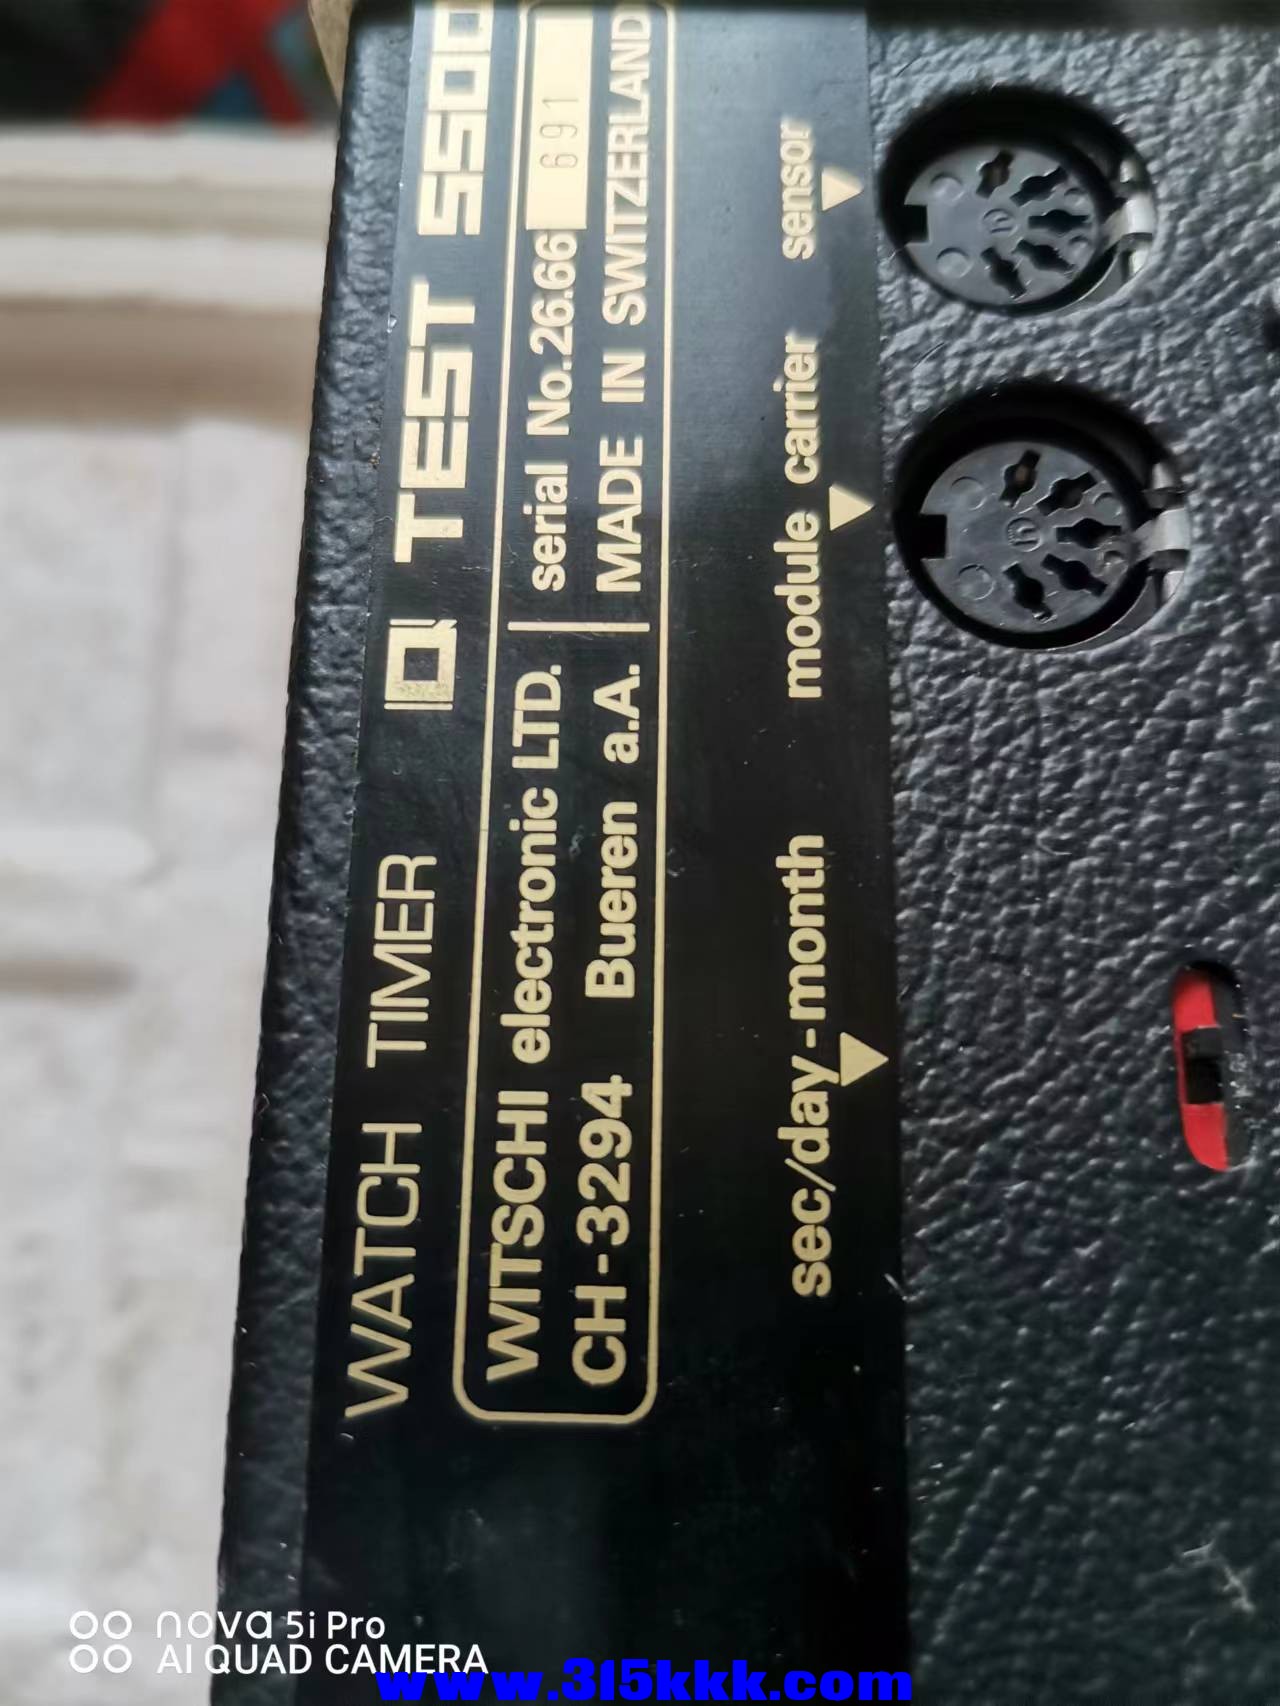 WATCH TIMER Q TEST 5500
WITSCHI electronic LTD. serial No. 26.66 691
CH-3294 Bueren a.A. MADE IN SWITZERLAND
sec/day-month module carrier sensor
nova 5i Pro
AI QUAD CAMERA
www.315kkk.com